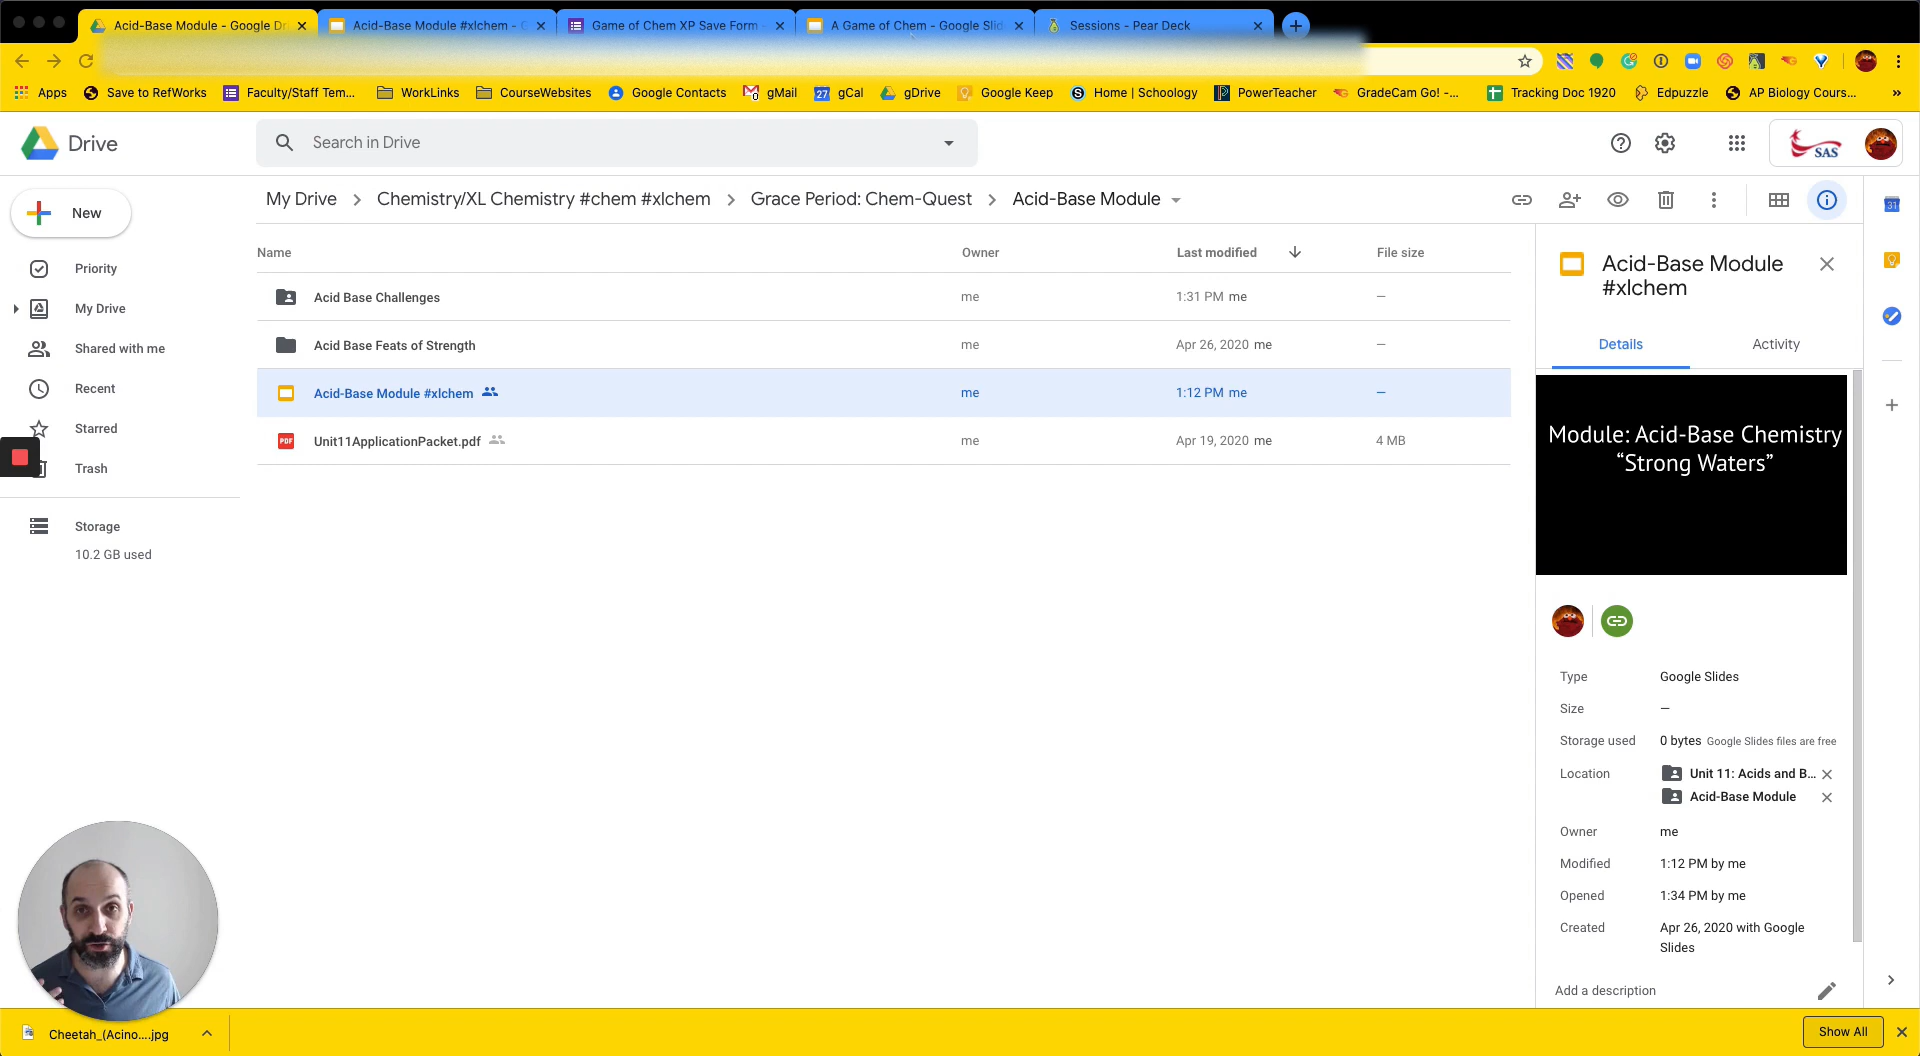 Acid-Base Module - Google Dr
Acid-Base Module #xlchem - G
Game of Chem XP Save Form -
A Game of Chem - Google Slid
Sessions - Pear Deck
Apps
Save to RefWorks
Faculty/Staff Tem...
WorkLinks
CourseWebsites
Google Contacts
gMail
gCal
gDrive
Google Keep
Home | Schoology
PowerTeacher
GradeCam Go! -...
Tracking Doc 1920
Edpuzzle
AP Biology Cours...
»
Drive
Search in Drive
SAS
New
My Drive
Chemistry/XL Chemistry #chem #xlchem
Grace Period: Chem-Quest
Acid-Base Module
Priority
My Drive
Shared with me
Recent
Starred
Trash
Storage
10.2 GB used
Name Owner Last modified File size
Acid Base Challenges me 1:31 PM me —
Acid Base Feats of Strength me Apr 26, 2020 me —
Acid-Base Module #xlchem me 1:12 PM me —
PDF Unit11ApplicationPacket.pdf me Apr 19, 2020 me 4 MB
Acid-Base Module
#xlchem
Details Activity
Module: Acid-Base Chemistry
“Strong Waters”
Type Google Slides
Size —
Storage used 0 bytes Google Slides files are free
Location Unit 11: Acids and B...
Acid-Base Module
Owner me
Modified 1:12 PM by me
Opened 1:34 PM by me
Created Apr 26, 2020 with Google
Slides
Add a description
31
Cheetah_(Acino....jpg
Show All